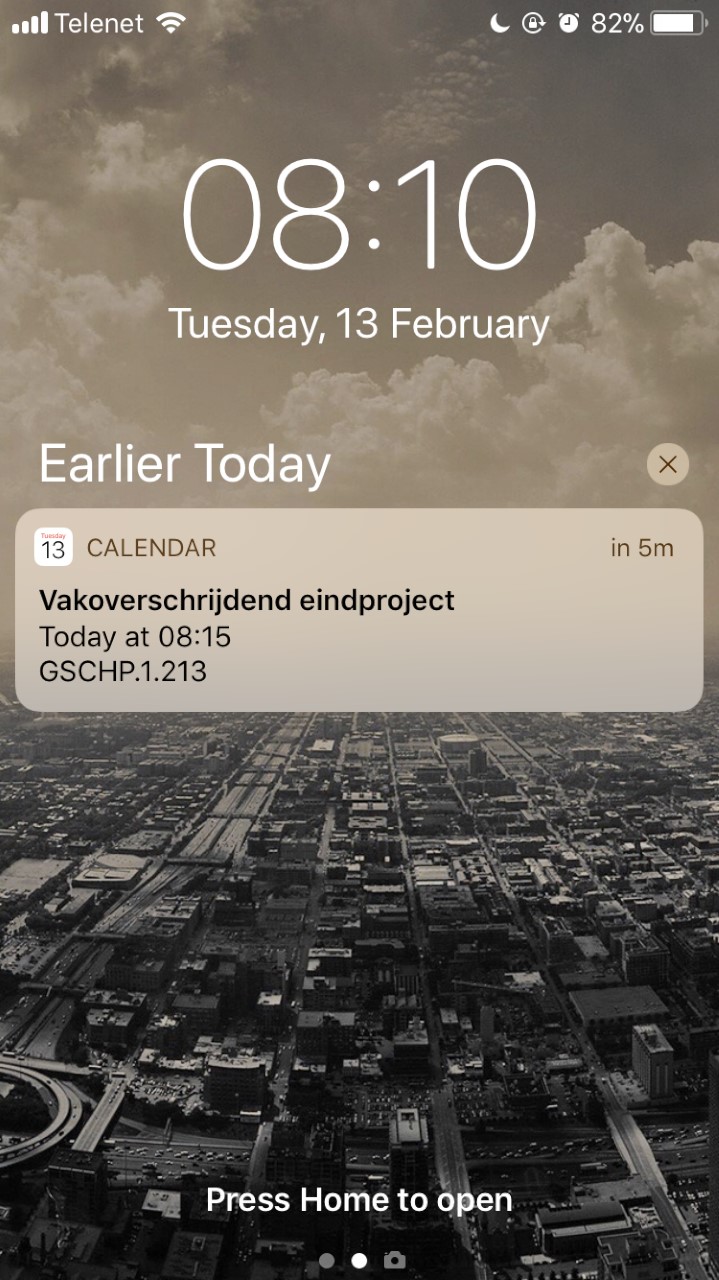 Telenet 82%
08:10
Tuesday, 13 February
Earlier Today
Tuesday
13
CALENDAR in 5m
Vakoverschrijdend eindproject
Today at 08:15
GSCHP.1.213
Press Home to open